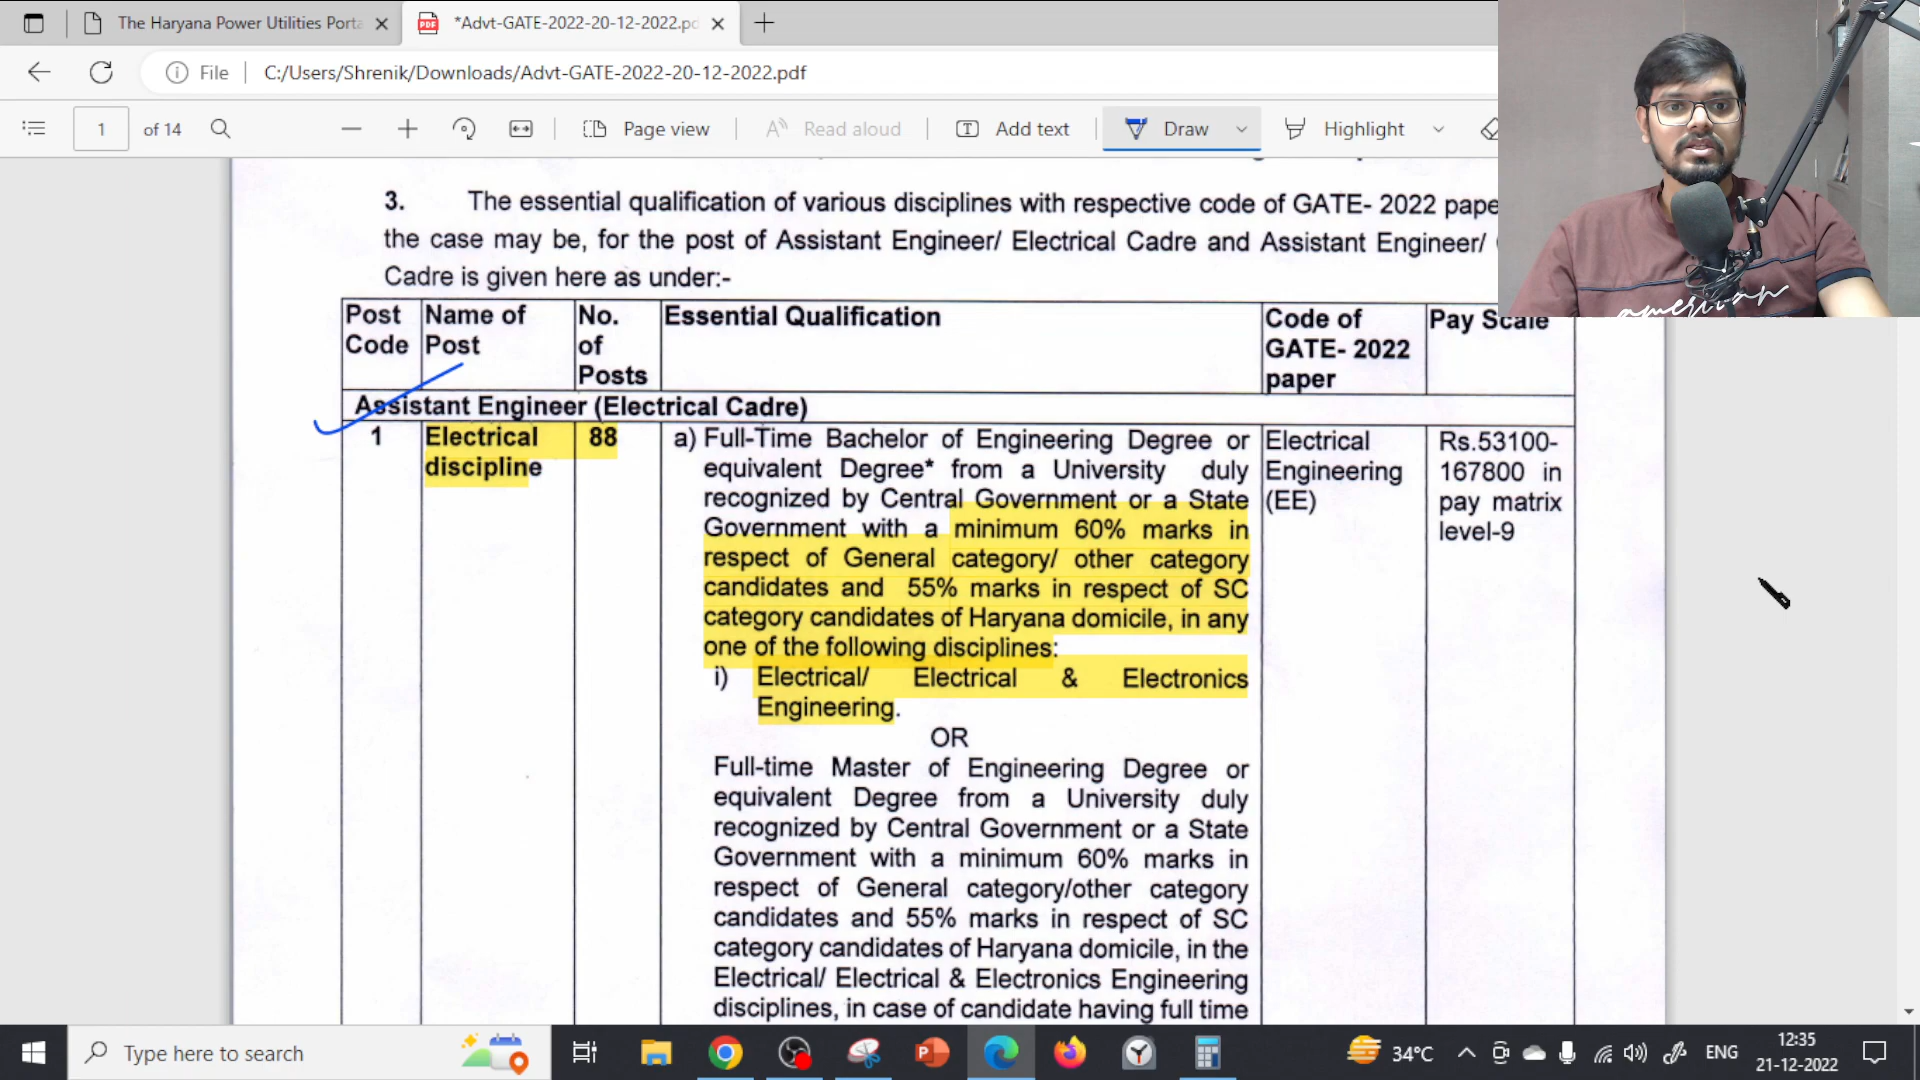 The Haryana Power Utilities Porta
*Advt-GATE-2022-20-12-2022.pd
File
C:/Users/Shrenik/Downloads/Advt-GATE-2022-20-12-2022.pdf
1 of 14
Page view
Read aloud
Add text
Draw
Highlight
3. The essential qualification of various disciplines with respective code of GATE- 2022 pape
the case may be, for the post of Assistant Engineer/ Electrical Cadre and Assistant Engineer/
Cadre is given here as under:-
Post Code
Name of Post
No. of Posts
Essential Qualification
Code of GATE- 2022 paper
Pay Scale
Assistant Engineer (Electrical Cadre)
1
Electrical
discipline
88
a) Full-Time Bachelor of Engineering Degree or
equivalent Degree* from a University duly
recognized by Central Government or a State
Government with a minimum 60% marks in
respect of General category/ other category
candidates and 55% marks in respect of SC
category candidates of Haryana domicile, in any
one of the following disciplines:
i) Electrical/ Electrical & Electronics
Engineering.
OR
Full-time Master of Engineering Degree or
equivalent Degree from a University duly
recognized by Central Government or a State
Government with a minimum 60% marks in
respect of General category/other category
candidates and 55% marks in respect of SC
category candidates of Haryana domicile, in the
Electrical/ Electrical & Electronics Engineering
disciplines, in case of candidate having full time
Electrical
Engineering
(EE)
Rs.53100-
167800 in
pay matrix
level-9
american
Type here to search
34°C
ENG
12:35
21-12-2022